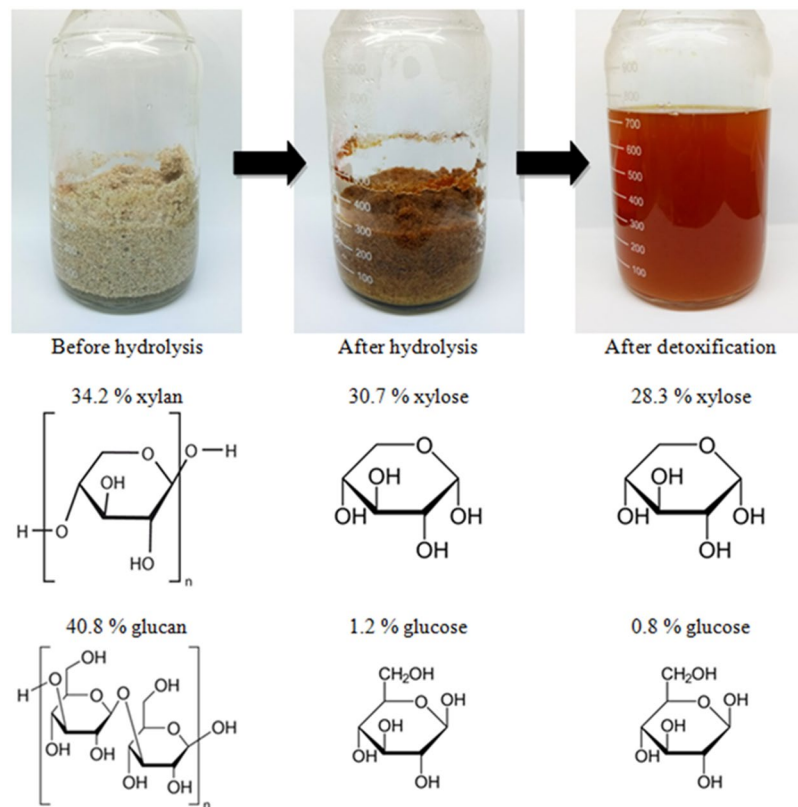 400
300
200
100
700
600
500
400
300
200
100
Before hydrolysis
After hydrolysis
After detoxification
34.2 % xylan
30.7 % xylose
28.3 % xylose
O
O
H
OH
H
O
HO
n
O
OH
OH
OH
OH
O
OH
OH
OH
OH
40.8 % glucan
1.2 % glucose
0.8 % glucose
OH
OH
H
O
O
O
O
OH
OH
OH
OH
OH
OH
n
CH2OH
O
OH
OH
OH
OH
CH2OH
O
OH
OH
OH
OH